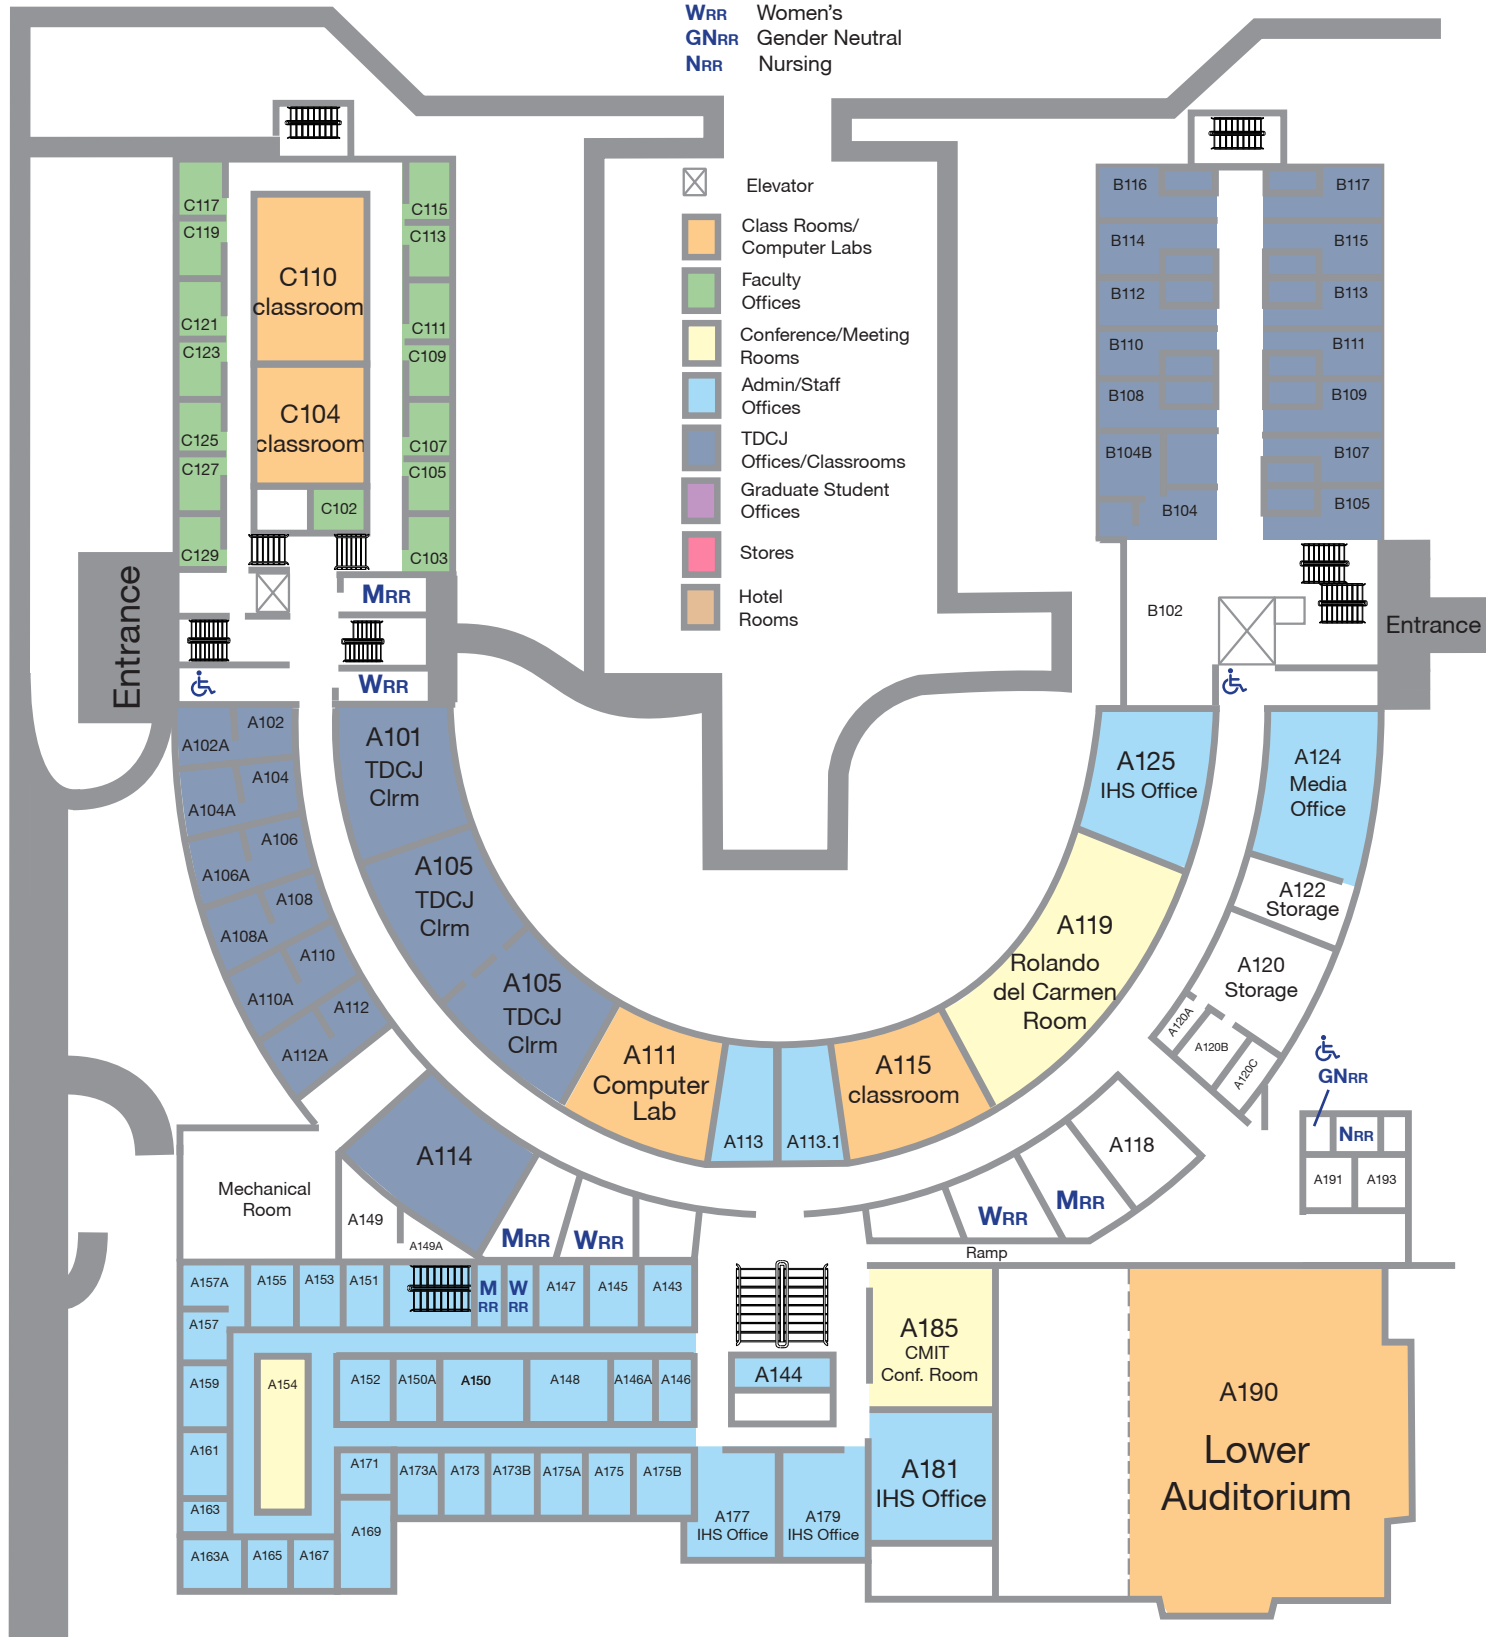 WRR Women's
GNRR Gender Neutral
NRR Nursing
Elevator
Class Rooms/
Computer Labs
Faculty
Offices
Conference/Meeting
Rooms
Admin/Staff
Offices
TDCJ
Offices/Classrooms
Graduate Student
Offices
Stores
Hotel
Rooms
C117
C119
C121
C123
C125
C127
C129
C110
classroom
C104
classroom
C102
C115
C113
C111
C109
C107
C105
C103
B116
B114
B112
B110
B108
B104B
B104
B117
B115
B113
B111
B109
B107
B105
B102
Entrance
Entrance
MRR
WRR
A102
A102A
A104
A104A
A106
A106A
A108
A108A
A110
A110A
A112
A112A
A101
TDCJ
Clrm
A105
TDCJ
Clrm
A105
TDCJ
Clrm
A111
Computer
Lab
A113
A113.1
A115
classroom
A119
Rolando
del Carmen
Room
A125
IHS Office
A124
Media
Office
A122
Storage
A120
Storage
A120A
A120B
A120C
GNRR
NRR
A191
A193
A118
MRR
WRR
Ramp
A114
Mechanical
Room
A149
A149A
MRR
WRR
A157A
A155
A153
A151
M
RR
W
RR
A147
A145
A143
A157
A159
A161
A163
A163A
A165
A167
A154
A152
A150A
A150
A148
A146A
A146
A171
A169
A173A
A173
A173B
A175A
A175
A175B
A144
A177
IHS Office
A179
IHS Office
A185
CMIT
Conf. Room
A181
IHS Office
A190
Lower
Auditorium